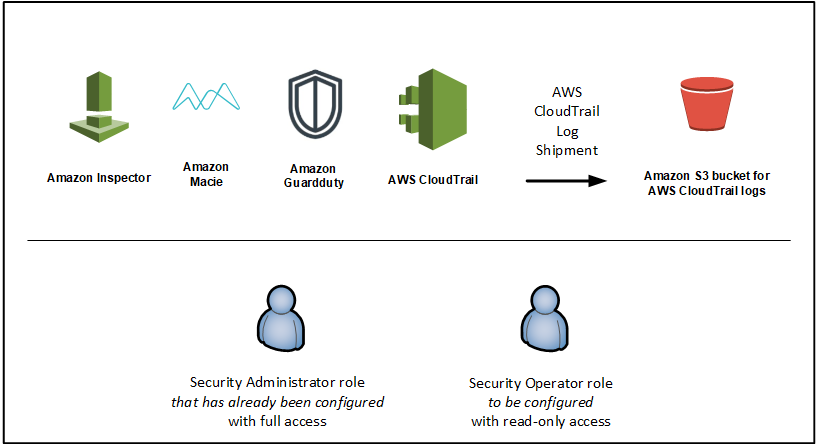 Amazon Inspector
Amazon
Macie
Amazon
Guardduty
AWS CloudTrail
AWS
CloudTrail
Log
Shipment
Amazon S3 bucket for
AWS CloudTrail logs
Security Administrator role
that has already been configured
with full access
Security Operator role
to be configured
with read-only access